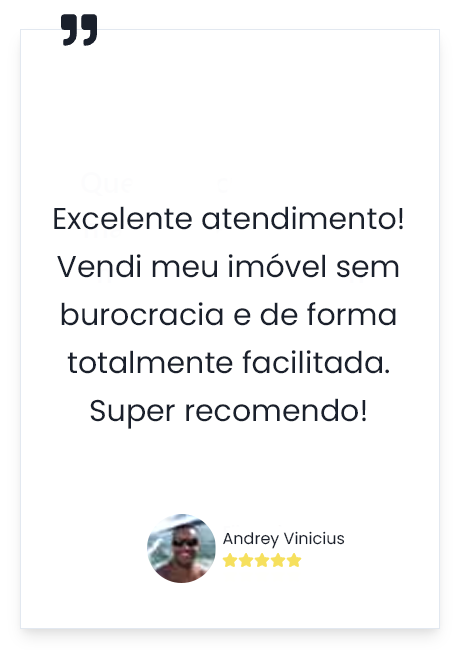 Excelente atendimento!
Vendi meu imóvel sem
burocracia e de forma
totalmente facilitada.
Super recomendo!
Andrey Vinicius